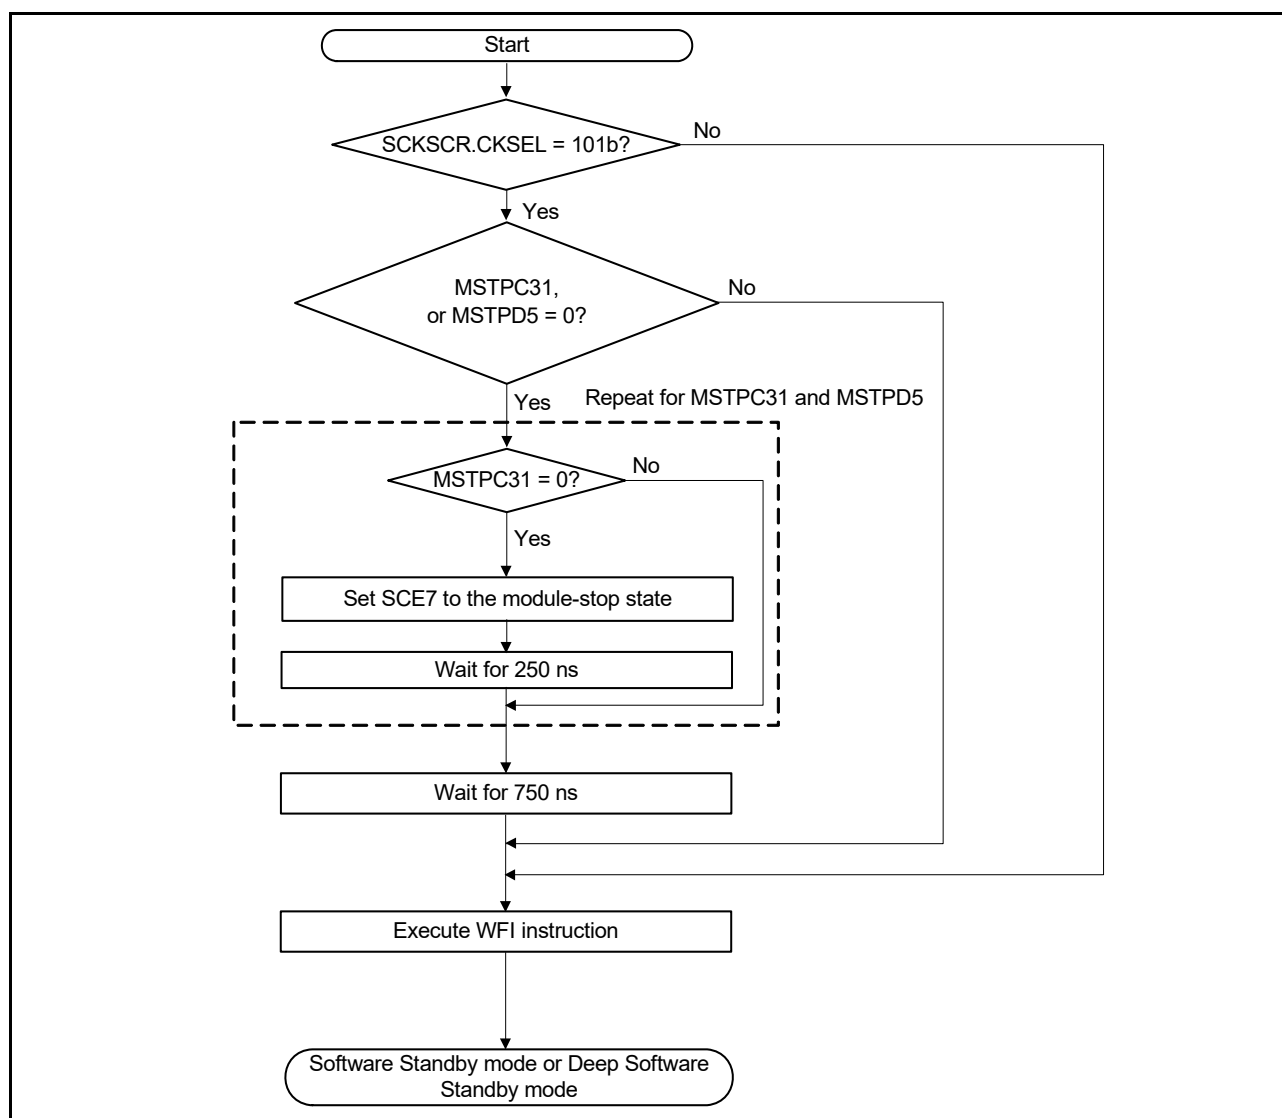 Start
SCKSCR.CKSEL = 101b?
No
Yes
MSTPC31,
or MSTPD5 = 0?
No
Yes
Repeat for MSTPC31 and MSTPD5
MSTPC31 = 0?
No
Yes
Set SCE7 to the module-stop state
Wait for 250 ns
Wait for 750 ns
Execute WFI instruction
Software Standby mode or Deep Software
Standby mode